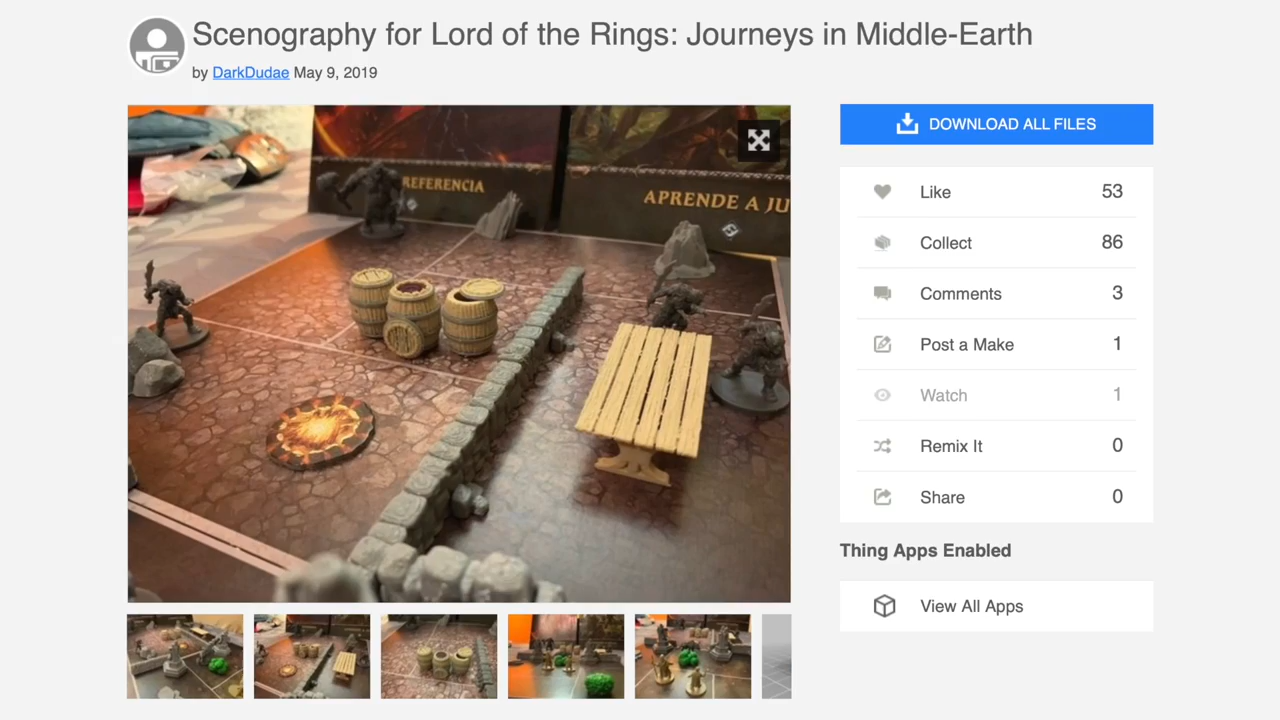 Scenography for Lord of the Rings: Journeys in Middle-Earth
by DarkDudae May 9, 2019
REFERENCIA
APRENDE A JU
DOWNLOAD ALL FILES
Like 53
Collect 86
Comments 3
Post a Make 1
Watch 1
Remix It 0
Share 0
Thing Apps Enabled
View All Apps